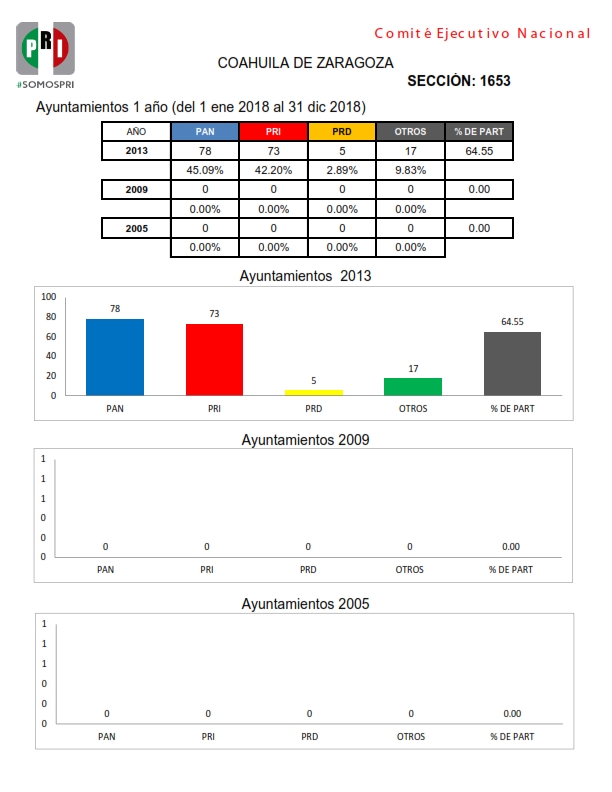 PRI
#SOMOSPRI
Comité Ejecutivo Nacional
COAHUILA DE ZARAGOZA
SECCIÒN: 1653
Ayuntamientos 1 año (del 1 ene 2018 al 31 dic 2018)
AÑO PAN PRI PRD OTROS % DE PART
2013 78 73 5 17 64.55
45.09% 42.20% 2.89% 9.83%
2009 0 0 0 0 0.00
0.00% 0.00% 0.00% 0.00%
2005 0 0 0 0 0.00
0.00% 0.00% 0.00% 0.00%
Ayuntamientos 2013
100
80
60
40
20
0
78 73 5 17 64.55
PAN PRI PRD OTROS % DE PART
Ayuntamientos 2009
1
1
1
0
0
0
0 0 0 0 0.00
PAN PRI PRD OTROS % DE PART
Ayuntamientos 2005
1
1
1
0
0
0
0 0 0 0 0.00
PAN PRI PRD OTROS % DE PART